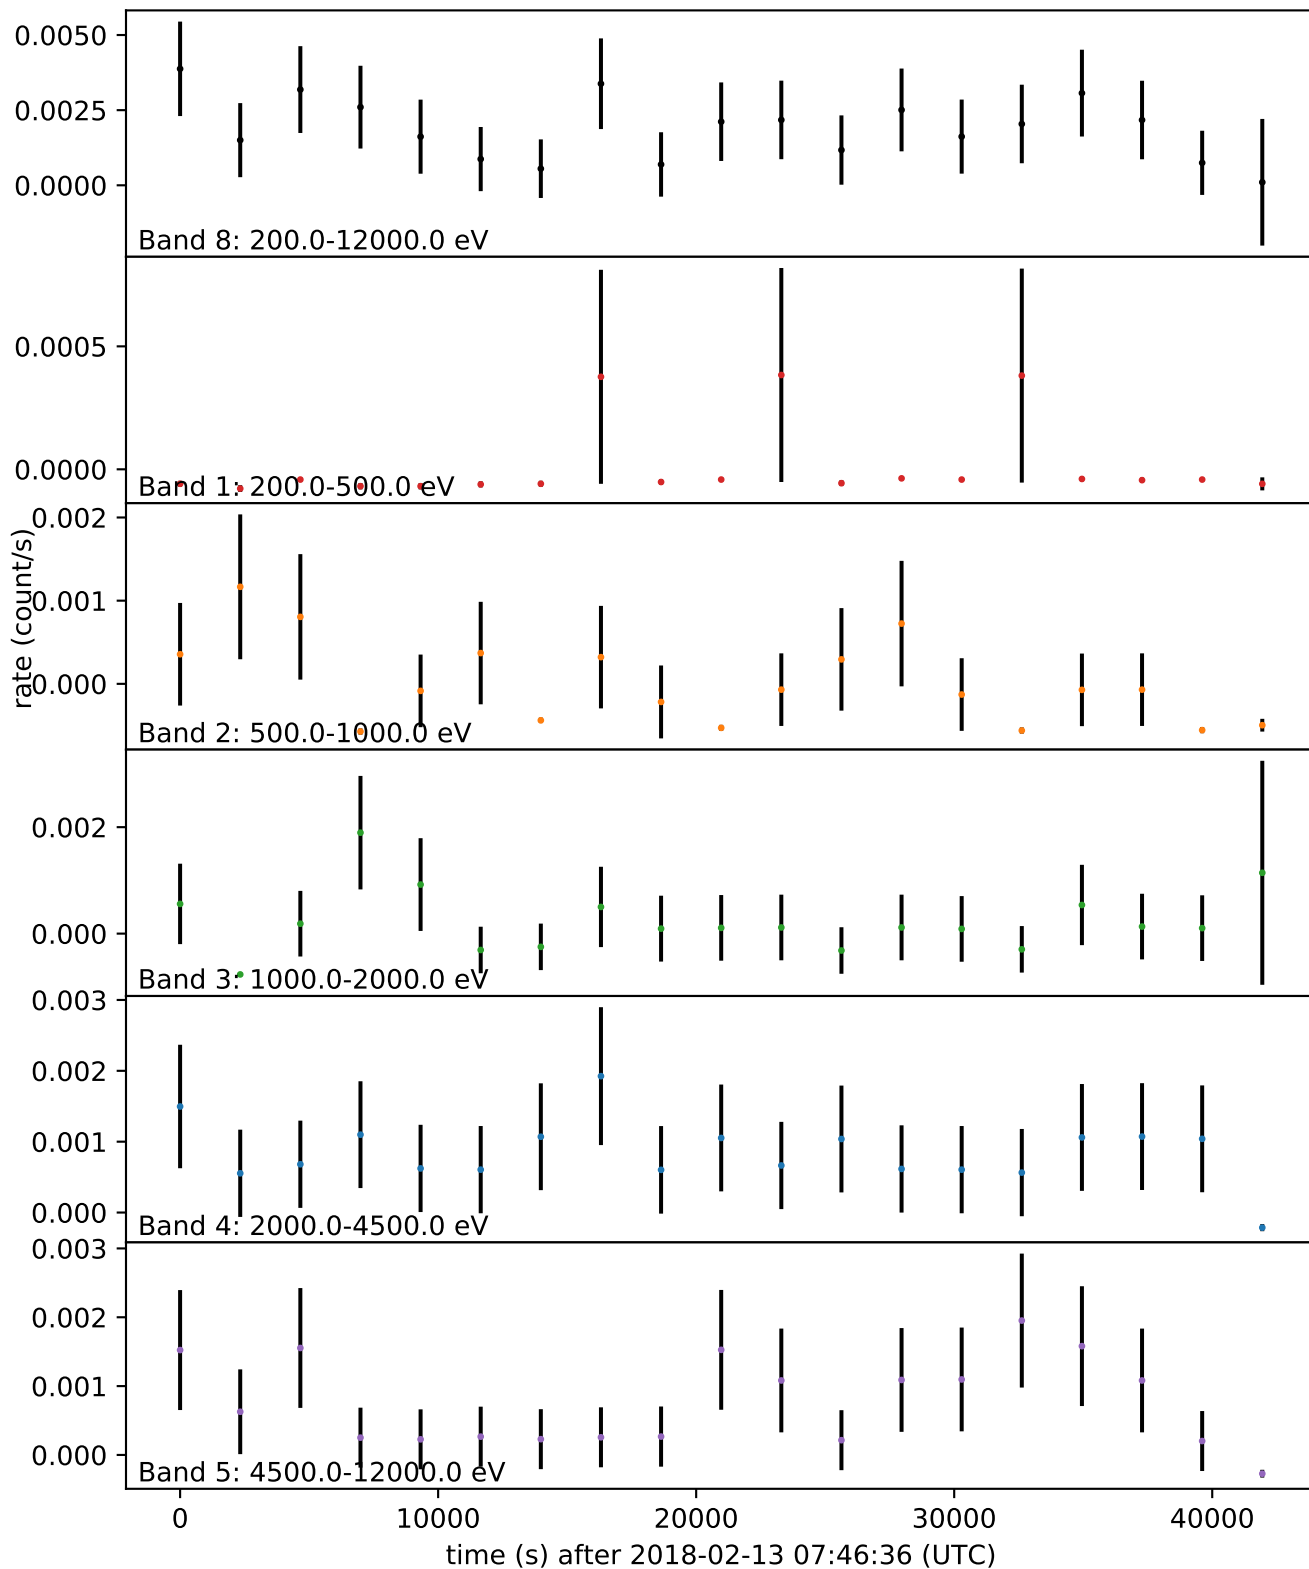 0.0050
0.0025
0.0000
Band 8: 200.0-12000.0 eV
0.0005
0.0000
Band 1: 200.0-500.0 eV
rate (count/s)
0.002
0.001
0.000
Band 2: 500.0-1000.0 eV
0.002
0.000
Band 3: 1000.0-2000.0 eV
0.003
0.002
0.001
0.000
Band 4: 2000.0-4500.0 eV
0.003
0.002
0.001
0.000
Band 5: 4500.0-12000.0 eV
0 10000 20000 30000 40000
time (s) after 2018-02-13 07:46:36 (UTC)